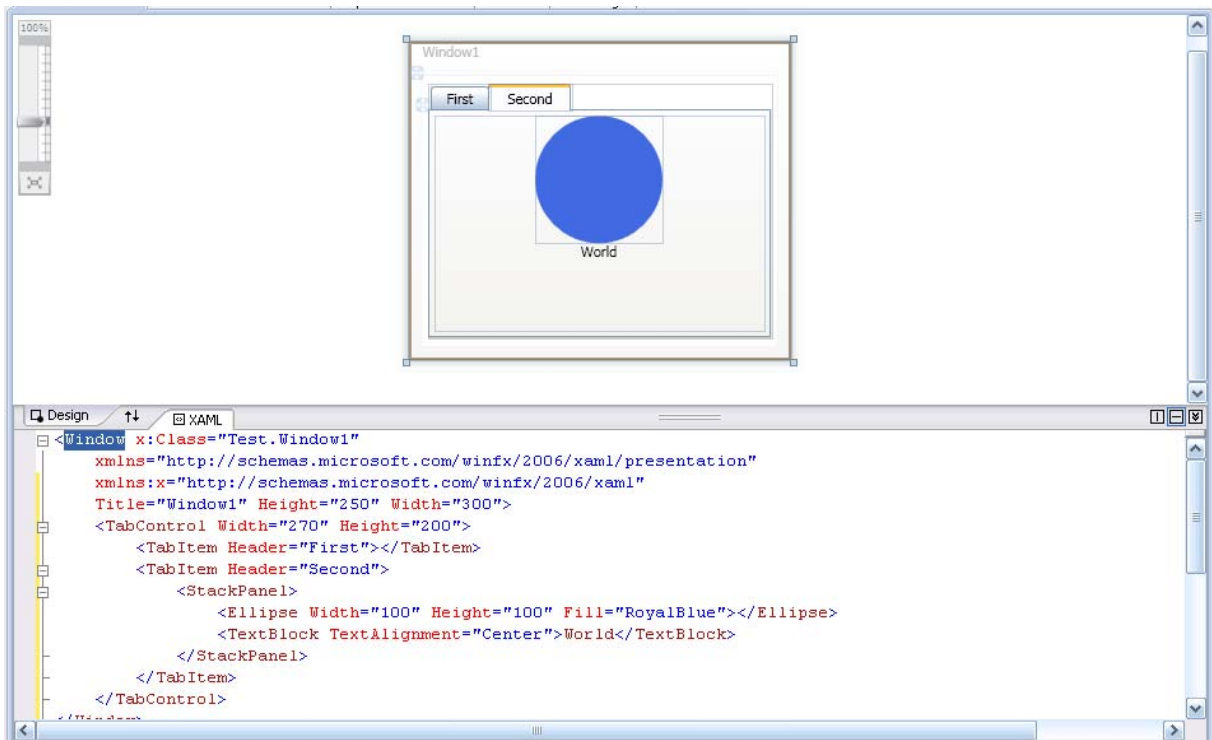 100%
Window1
First Second
World
Design XAML
<Window x:Class="Test.Window1"
xmlns="http://schemas.microsoft.com/winfx/2006/xaml/presentation"
xmlns:x="http://schemas.microsoft.com/winfx/2006/xaml"
Title="Window1" Height="250" Width="300">
<TabControl Width="270" Height="200">
<TabItem Header="First"></TabItem>
<TabItem Header="Second">
<StackPanel>
<Ellipse Width="100" Height="100" Fill="RoyalBlue"></Ellipse>
<TextBlock TextAlignment="Center">World</TextBlock>
</StackPanel>
</TabItem>
</TabControl>